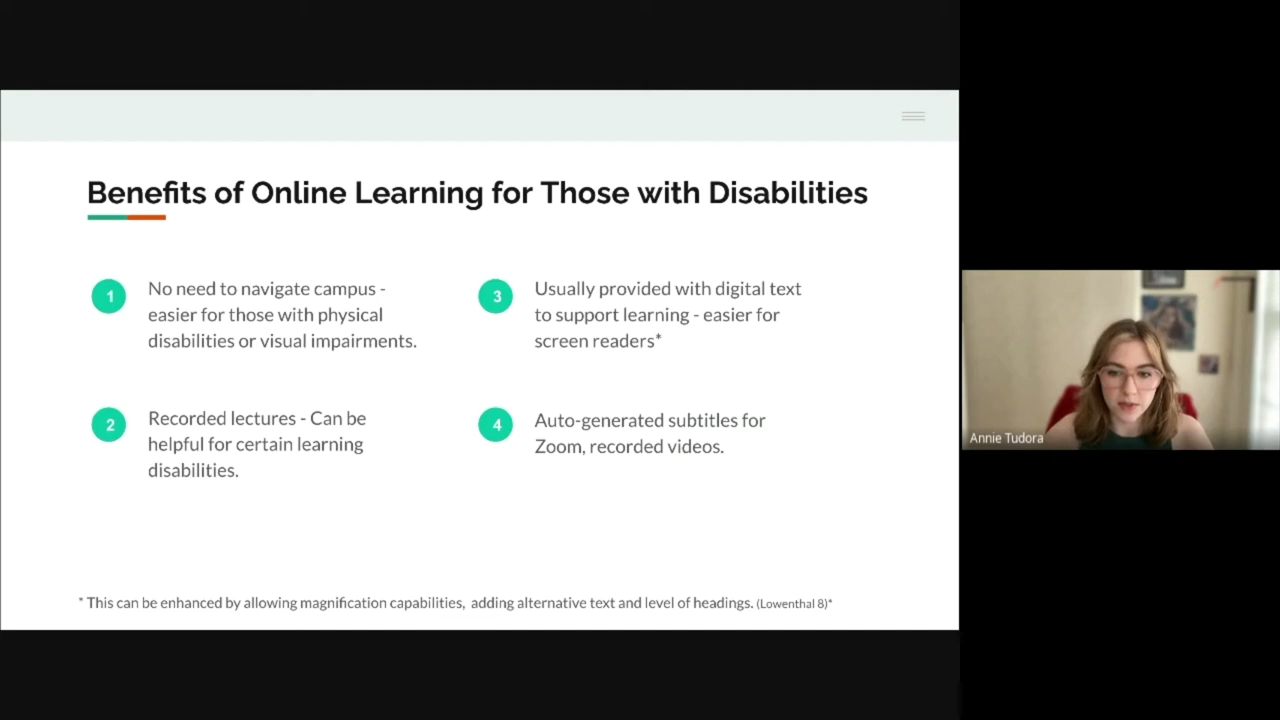 Benefits of Online Learning for Those with Disabilities
1
No need to navigate campus -
easier for those with physical
disabilities or visual impairments.
2
Recorded lectures - Can be
helpful for certain learning
disabilities.
3
Usually provided with digital text
to support learning - easier for
screen readers*
4
Auto-generated subtitles for
Zoom, recorded videos.
* This can be enhanced by allowing magnification capabilities, adding alternative text and level of headings. (Lowenthal 8)*
Annie Tudora